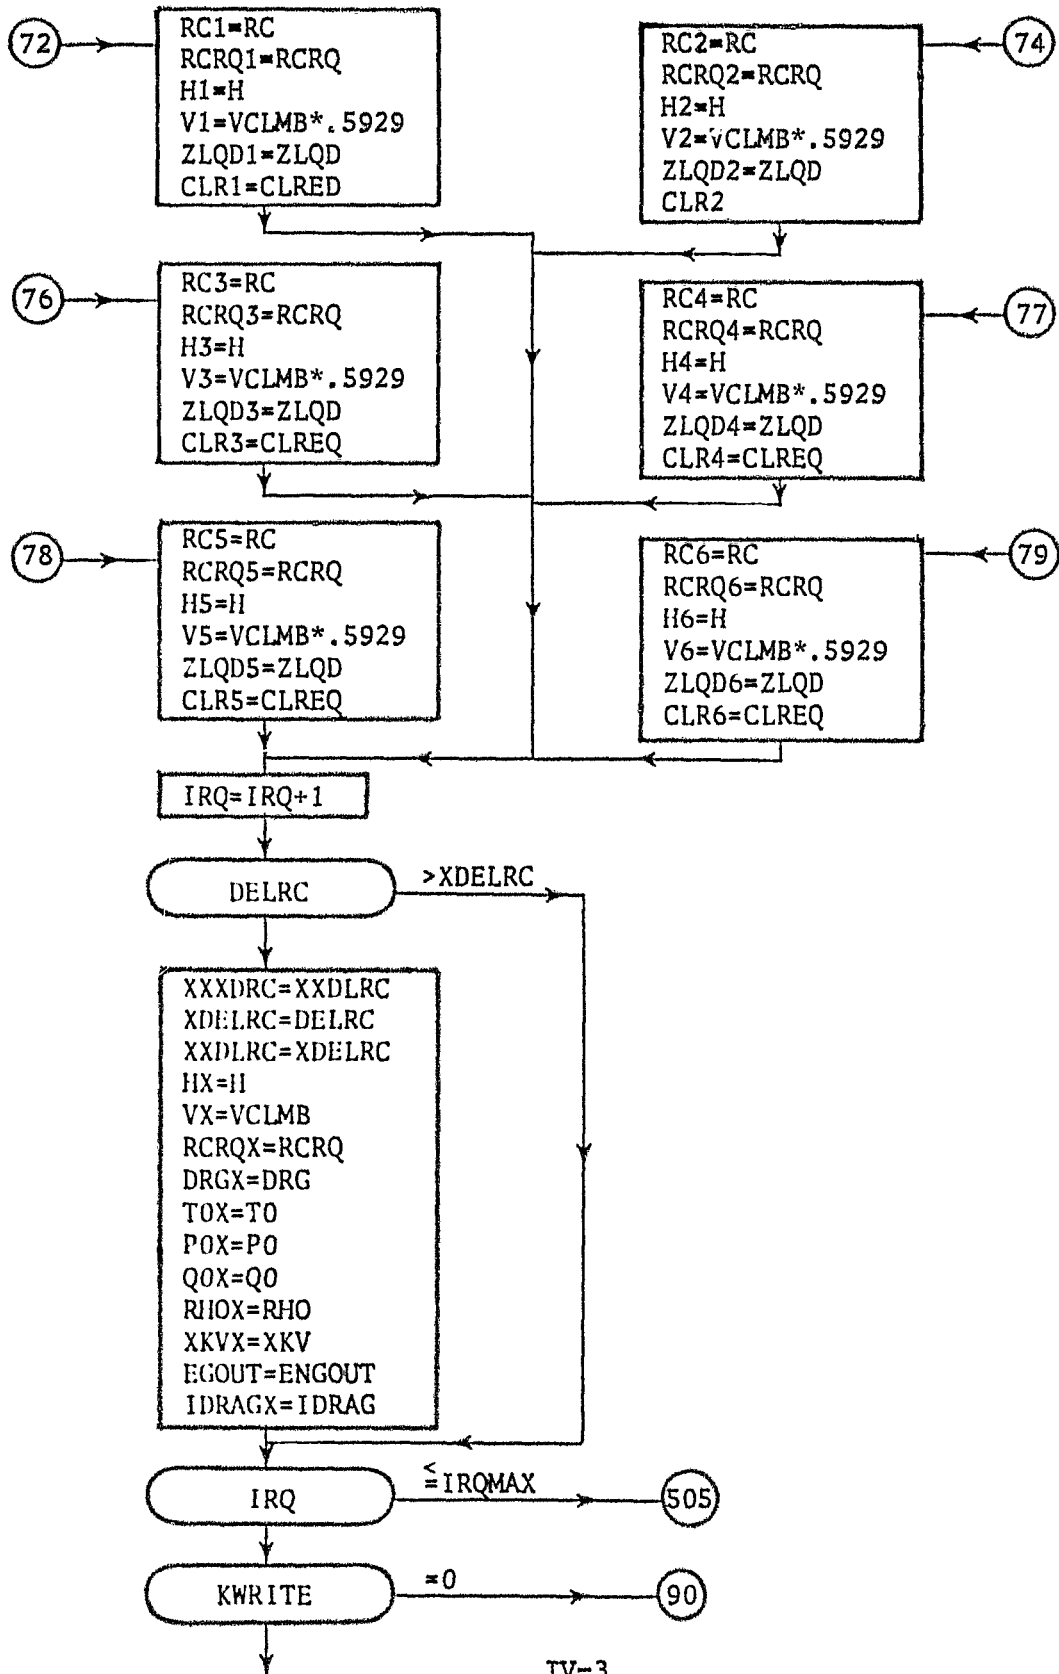 72
RC1=RC
RCRQ1=RCRQ
H1=H
V1=VCLMB*.5929
ZLQD1=ZLQD
CLR1=CLRED
74
RC2=RC
RCRQ2=RCRQ
H2=H
V2=VCLMB*.5929
ZLQD2=ZLQD
CLR2
76
RC3=RC
RCRQ3=RCRQ
H3=H
V3=VCLMB*.5929
ZLQD3=ZLQD
CLR3=CLREQ
77
RC4=RC
RCRQ4=RCRQ
H4=H
V4=VCLMB*.5929
ZLQD4=ZLQD
CLR4=CLREQ
78
RC5=RC
RCRQ5=RCRQ
H5=H
V5=VCLMB*.5929
ZLQD5=ZLQD
CLR5=CLREQ
79
RC6=RC
RCRQ6=RCRQ
H6=H
V6=VCLMB*.5929
ZLQD6=ZLQD
CLR6=CLREQ
IRQ=IRQ+1
DELRC
>XDELRC
XXXDRC=XXDLRC
XDELRC=DELRC
XXDLRC=XDELRC
HX=H
VX=VCLMB
RCRQX=RCRQ
DRGX=DRG
TOX=TO
POX=PO
QOX=QO
RHOX=RHO
XKVX=XKV
EGOUT=ENGOUT
IDRAGX=IDRAG
IRQ
≤IRQMAX
505
KWRITE
=0
90
IV-3